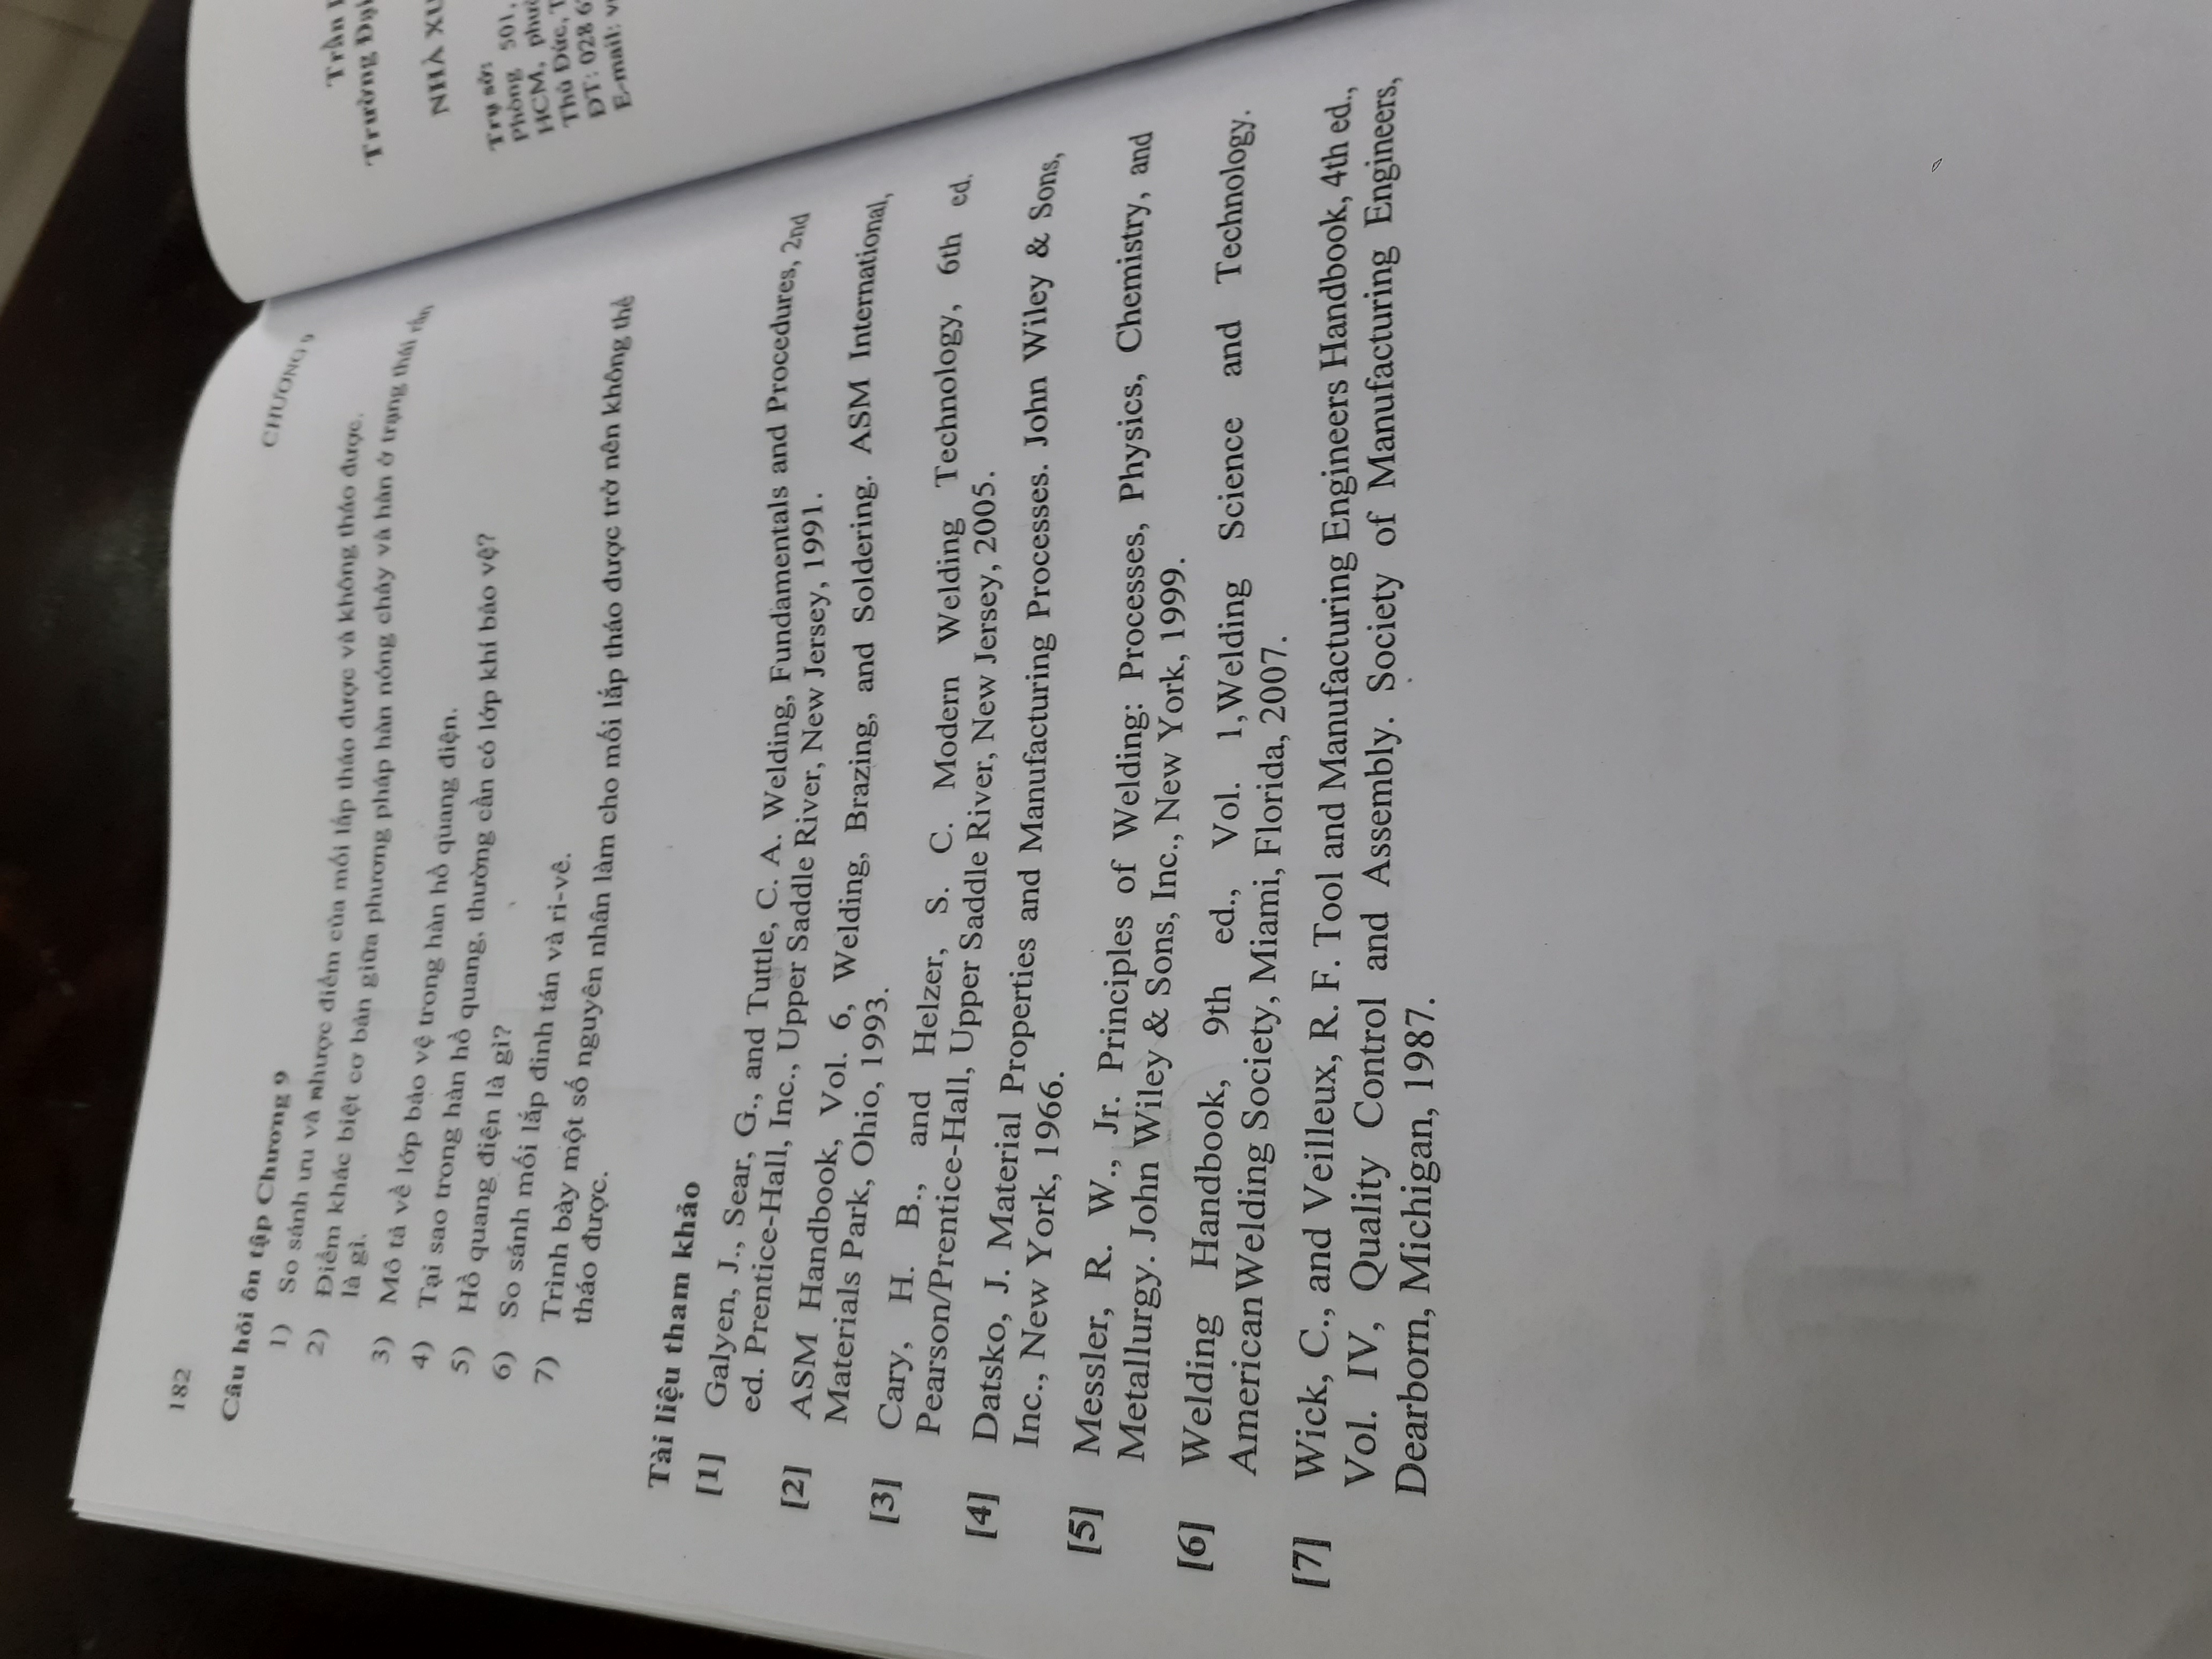 182
CHƯƠNG 9
Câu hỏi ôn tập Chương 9
1) So sánh ưu và nhược điểm của mối lắp tháo được và không tháo được.
2) Điểm khác biệt cơ bản giữa phương pháp hàn nóng chảy và hàn ở trạng thái rắn
là gì.
3) Mô tả về lớp bảo vệ trong hàn hồ quang điện.
4) Tại sao trong hàn hồ quang, thường cần có lớp khí bảo vệ?
5) Hồ quang điện là gì?
6) So sánh mối lắp đinh tán và ri-vê.
7) Trình bày một số nguyên nhân làm cho mối lắp tháo được trở nên không thể
tháo được.
Tài liệu tham khảo
[1] Galyen, J., Sear, G., and Tuttle, C. A. Welding, Fundamentals and Procedures, 2nd
ed. Prentice-Hall, Inc., Upper Saddle River, New Jersey, 1991.
[2] ASM Handbook, Vol. 6, Welding, Brazing, and Soldering. ASM International,
Materials Park, Ohio, 1993.
[3] Cary, H. B., and Helzer, S. C. Modern Welding Technology, 6th ed.
Pearson/Prentice-Hall, Upper Saddle River, New Jersey, 2005.
[4] Datsko, J. Material Properties and Manufacturing Processes. John Wiley & Sons,
Inc., New York, 1966.
[5] Messler, R. W., Jr. Principles of Welding: Processes, Physics, Chemistry, and
Metallurgy. John Wiley & Sons, Inc., New York, 1999.
[6] Welding Handbook, 9th ed., Vol. 1,Welding Science and Technology.
AmericanWelding Society, Miami, Florida, 2007.
[7] Wick, C., and Veilleux, R. F. Tool and Manufacturing Engineers Handbook, 4th ed.,
Vol. IV, Quality Control and Assembly. Society of Manufacturing Engineers,
Dearborn, Michigan, 1987.
Trần
Trường Đại
NHÀ
Trụ sở:
Phòng 501,
HCM,
Thủ Đức,
ĐT: 028
E-mail: